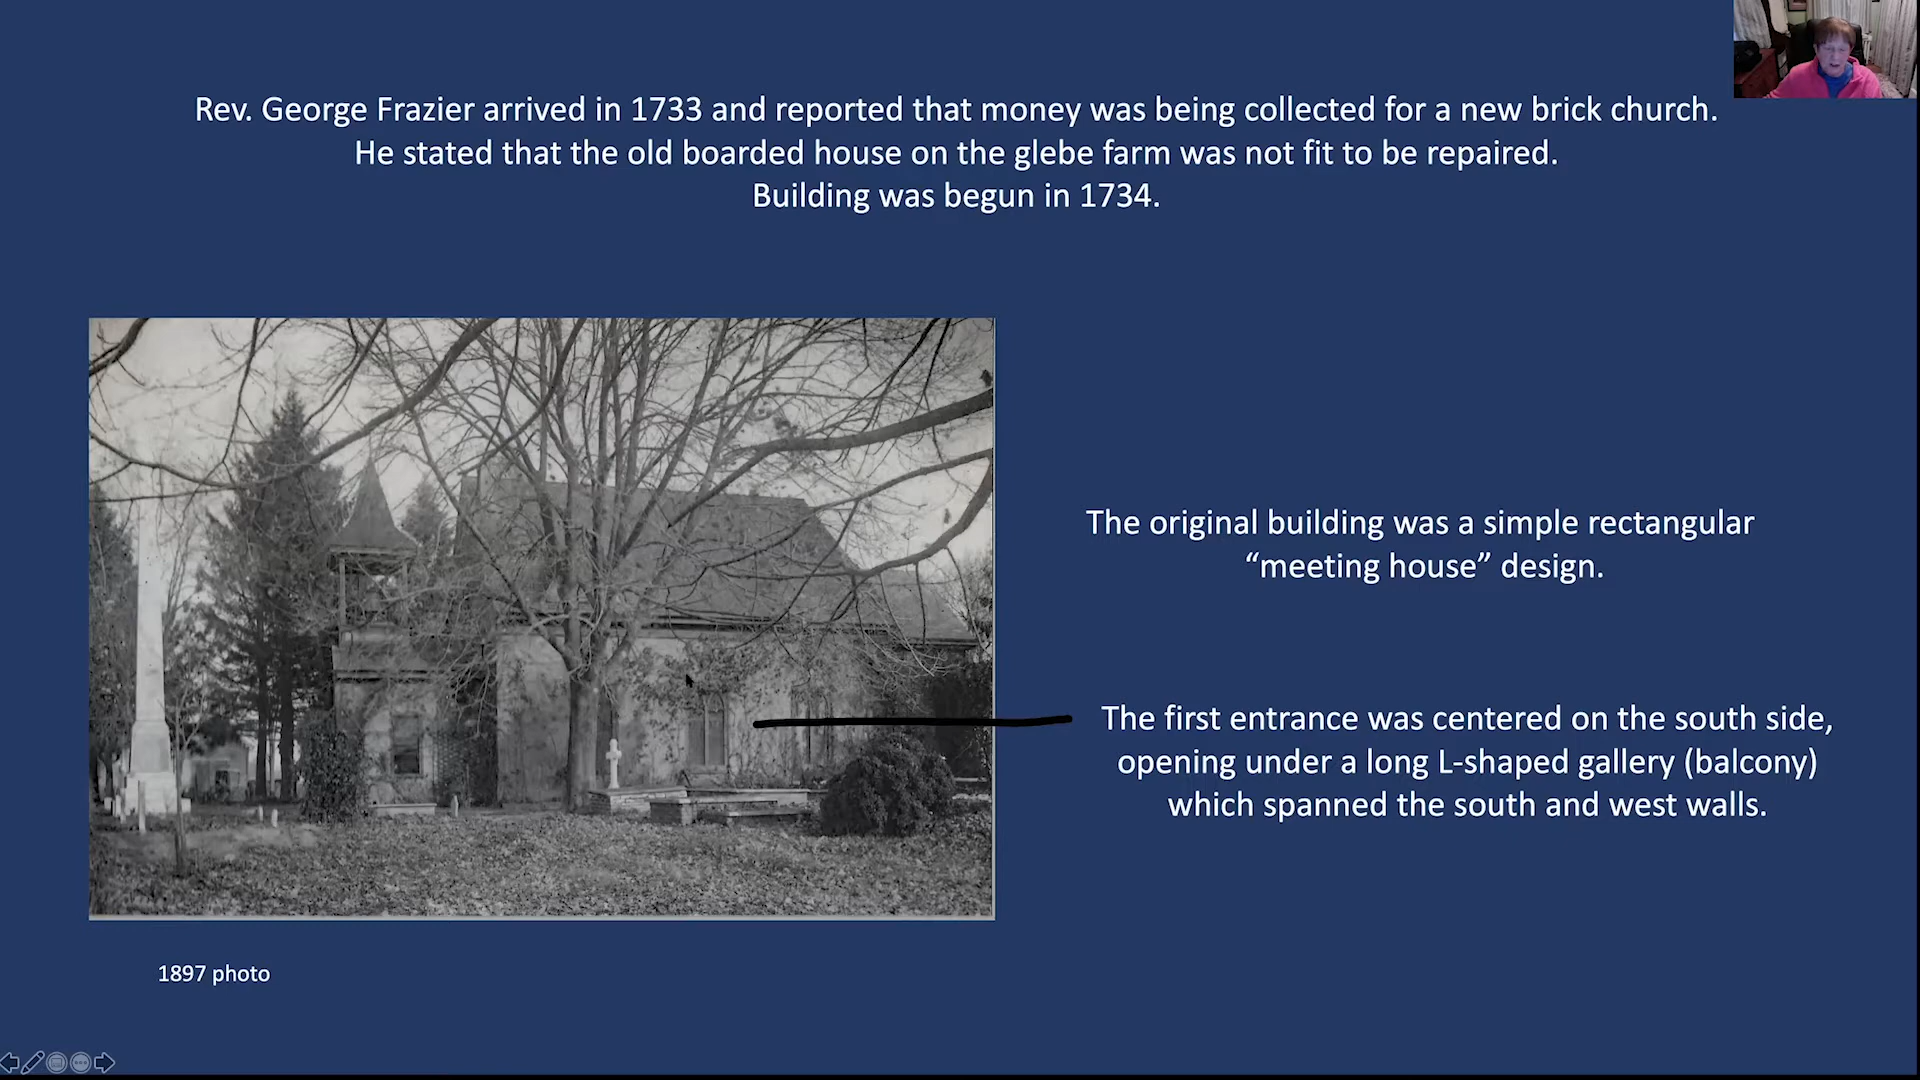 Rev. George Frazier arrived in 1733 and reported that money was being collected for a new brick church.
He stated that the old boarded house on the glebe farm was not fit to be repaired.
Building was begun in 1734.
The original building was a simple rectangular
“meeting house” design.
The first entrance was centered on the south side,
opening under a long L-shaped gallery (balcony)
which spanned the south and west walls.
1897 photo